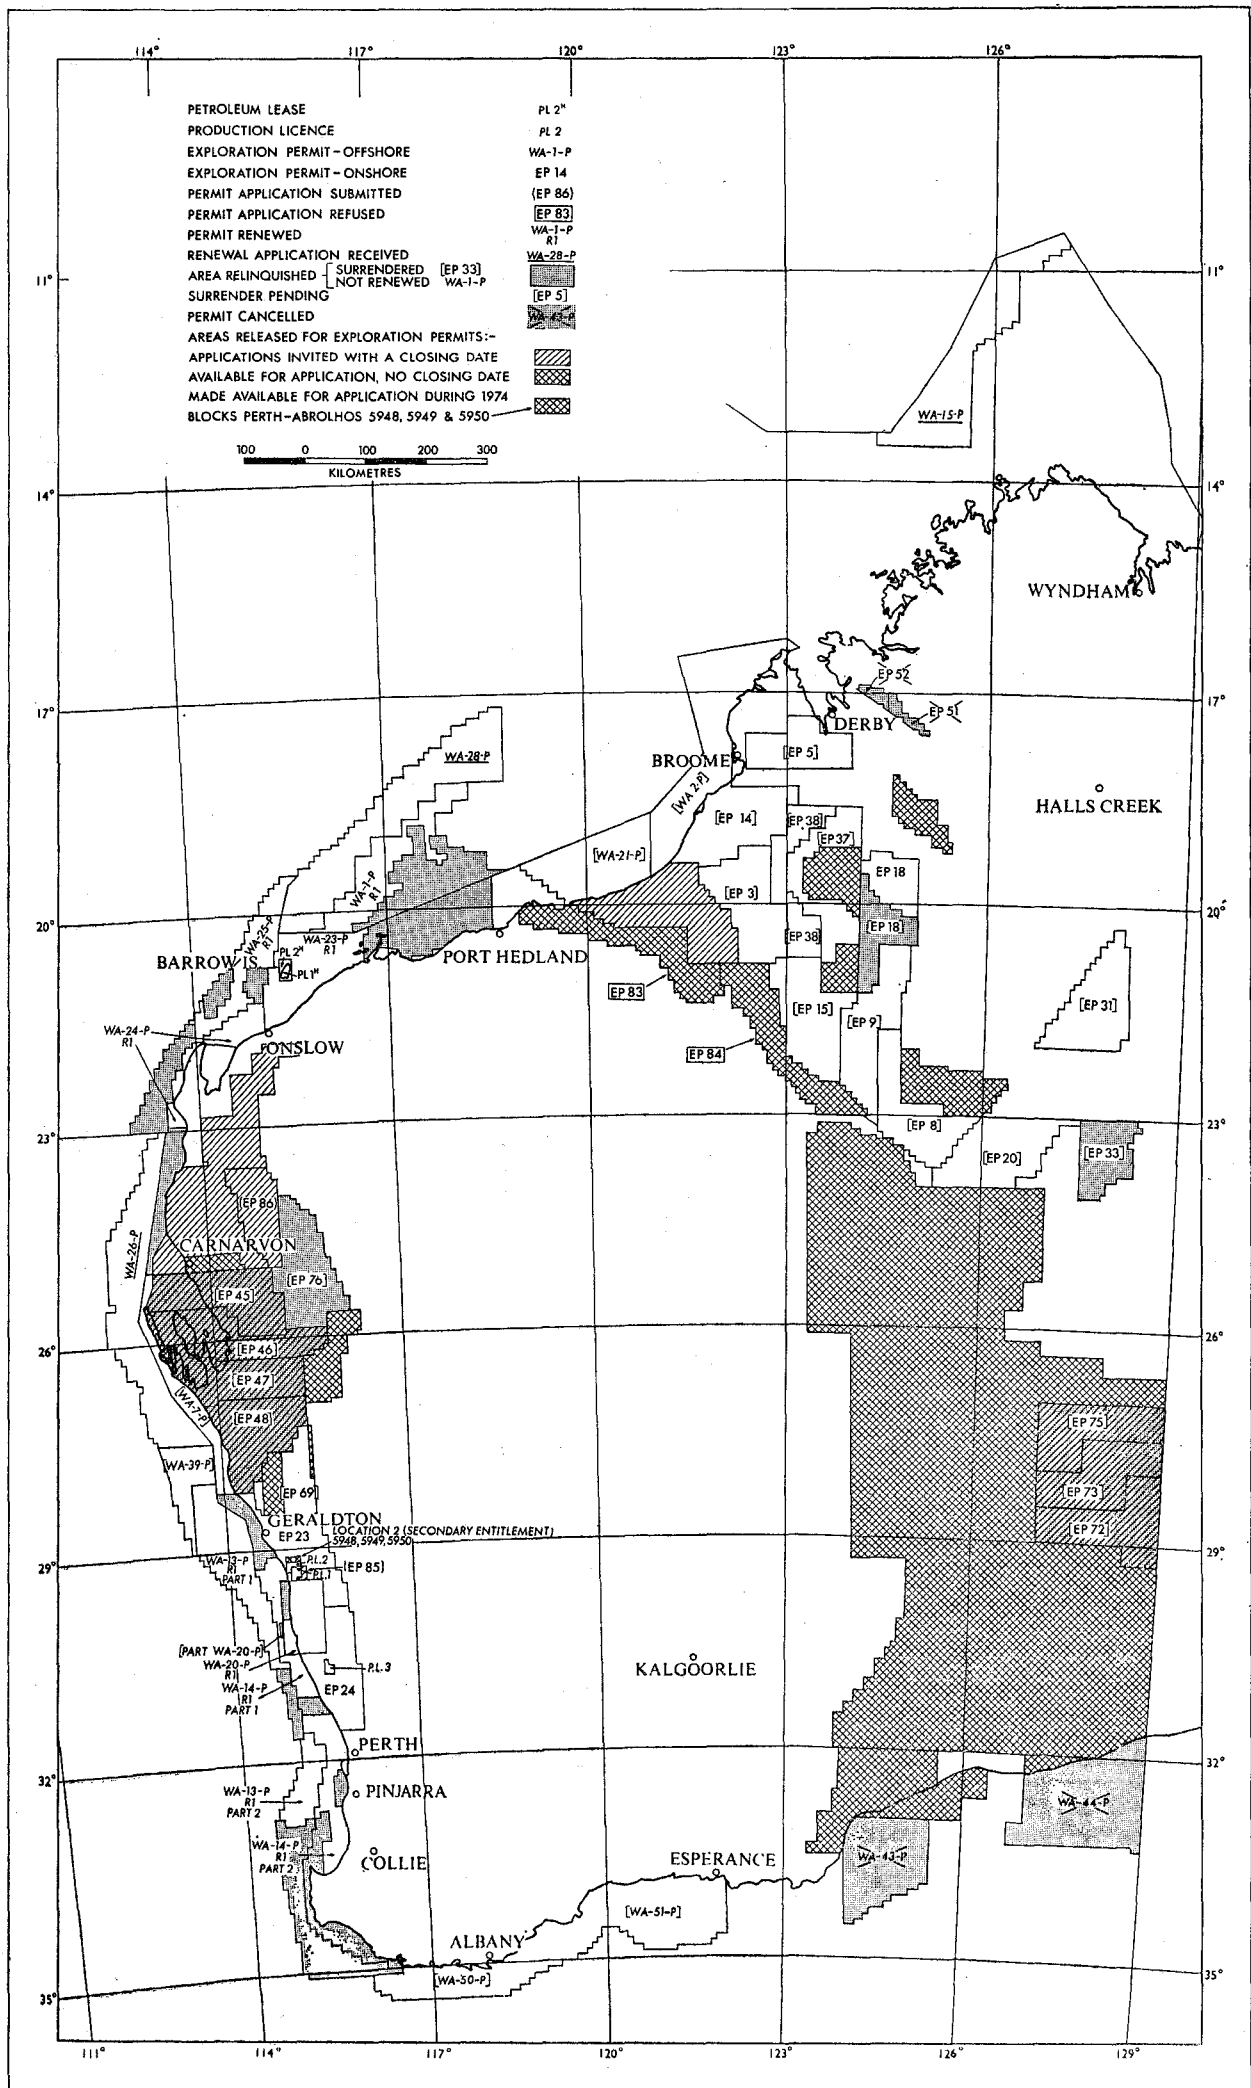 114° 117° 120° 123° 126°
PETROLEUM LEASE PL 2ᴴ
PRODUCTION LICENCE PL 2
EXPLORATION PERMIT-OFFSHORE WA-1-P
EXPLORATION PERMIT-ONSHORE EP 14
PERMIT APPLICATION SUBMITTED (EP 86)
PERMIT APPLICATION REFUSED EP 83
PERMIT RENEWED WA-1-P
R1
RENEWAL APPLICATION RECEIVED WA-28-P
AREA RELINQUISHED SURRENDERED [EP 33]
NOT RENEWED WA-1-P
SURRENDER PENDING [EP 5]
PERMIT CANCELLED WA-43-P
AREAS RELEASED FOR EXPLORATION PERMITS:-
APPLICATIONS INVITED WITH A CLOSING DATE
AVAILABLE FOR APPLICATION, NO CLOSING DATE
MADE AVAILABLE FOR APPLICATION DURING 1974
BLOCKS PERTH-ABROLHOS 5948, 5949 & 5950
100 0 100 200 300
KILOMETRES
11° 11°
WA-15-P
14° 14°
WYNDHAM
EP 52
EP 51
17° 17°
DERBY
WA-28-P
[EP 5]
BROOME
[WA 2-P]
HALLS CREEK
[EP 14]
EP38
EP37
[WA-21-P]
EP 18
WA-1-P
R1
[EP 3]
20° 20°
WA-25-P
R1
WA-23-P
R1
[EP 18]
EP 38
PL 2ᴴ
BARROW IS
PL1ᴴ
PORT HEDLAND
EP 83
[EP 15]
[EP 9]
[EP 31]
WA-24-P
R1
ONSLOW
EP 84
23° 23°
[EP 8]
[EP 20]
[EP 33]
(EP 86)
WA-26-P
CARNARVON
[EP 76]
[EP 45]
26° 26°
[EP 46]
[EP 47]
[WA-7-P]
[EP 48]
EP 75
[WA-39-P]
[EP 69]
EP 73
GERALDTON
EP 23
LOCATION 2 (SECONDARY ENTITLEMENT)
5948, 5949, 5950
EP 72
29° 29°
WA-13-P
R1
PART 1
P.L.2
P.L.1
(EP 85)
[PART WA-20-P]
WA-20-P
R1
P.L.3
KALGOORLIE
WA-14-P
R1
PART 1
EP 24
PERTH
32° 32°
WA-13-P
R1
PART 2
PINJARRA
WA-44-P
WA-14-P
R1
PART 2
COLLIE
WA-43-P
ESPERANCE
[WA-51-P]
ALBANY
[WA-50-P]
35° 35°
111° 114° 117° 120° 123° 126° 129°